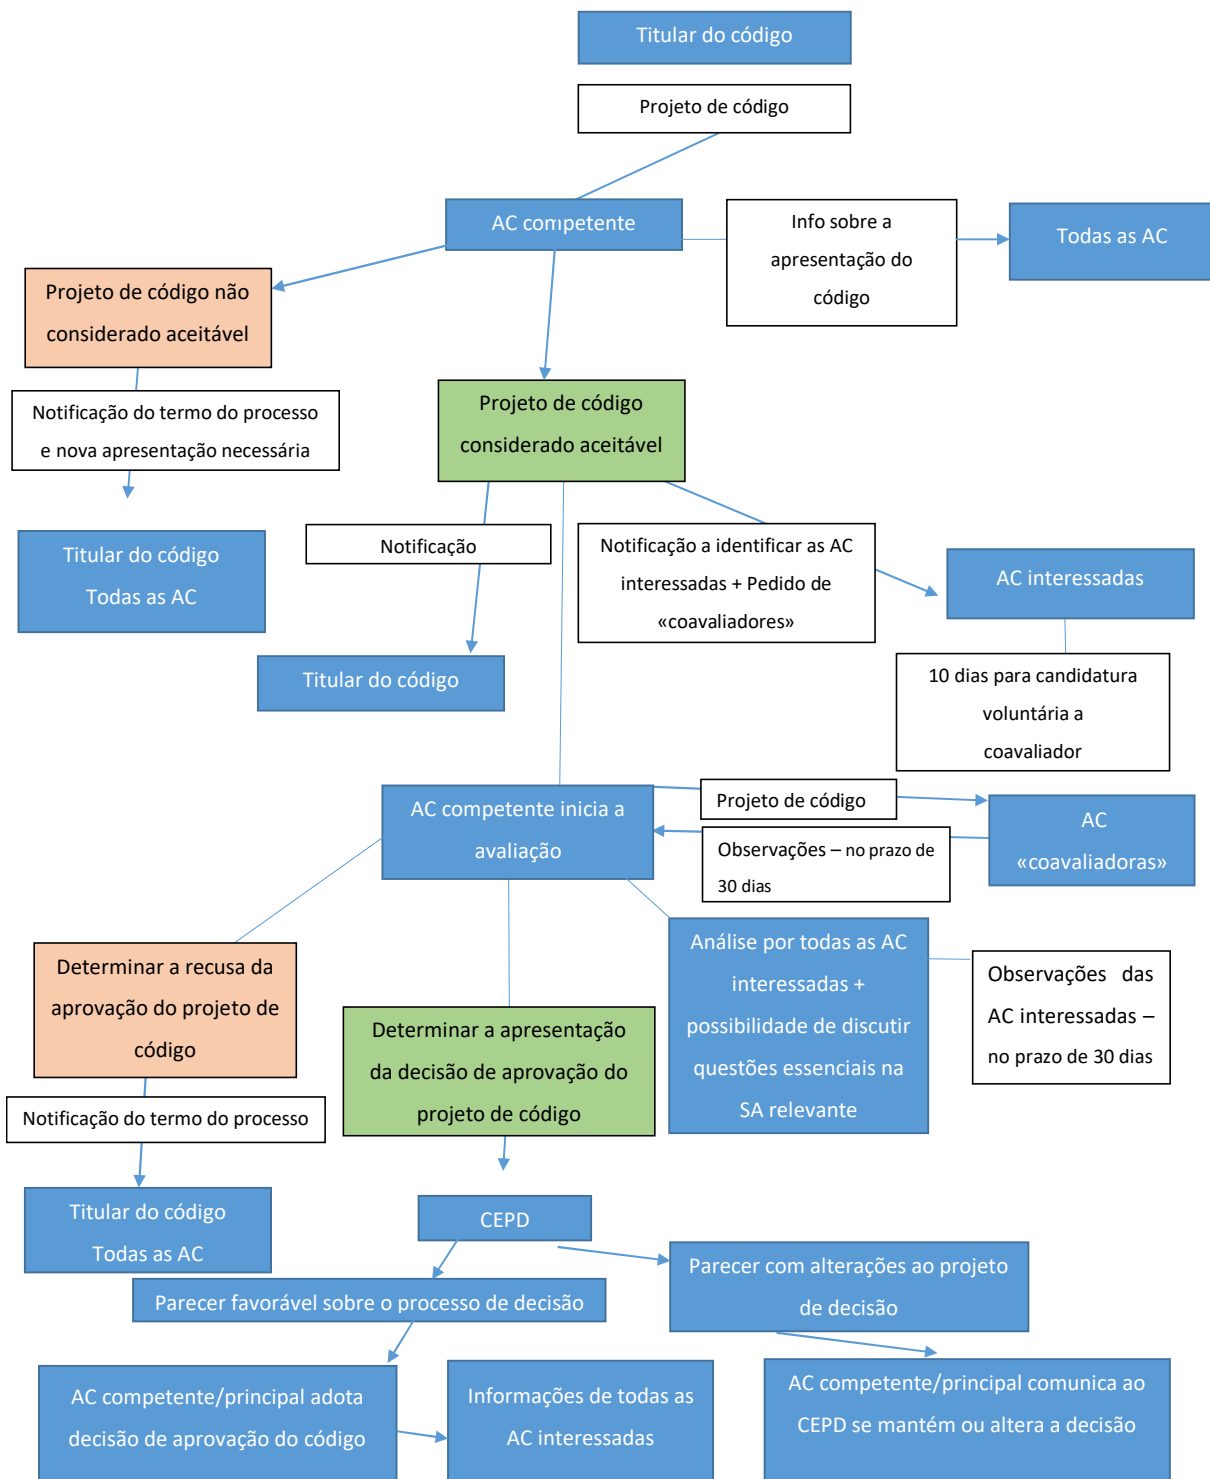 Titular do código
Projeto de código
AC competente
Info sobre a
apresentação do
código
Todas as AC
Projeto de código não
considerado aceitável
Notificação do termo do processo
e nova apresentação necessária
Titular do código
Todas as AC
Projeto de código
considerado aceitável
Notificação
Titular do código
Notificação a identificar as AC
interessadas + Pedido de
«coavaliadores»
AC interessadas
10 dias para candidatura
voluntária a
coavaliador
AC competente inicia a
avaliação
Projeto de código
Observações – no prazo de
30 dias
AC
«coavaliadoras»
Determinar a recusa da
aprovação do projeto de
código
Notificação do termo do processo
Titular do código
Todas as AC
Determinar a apresentação
da decisão de aprovação do
projeto de código
Análise por todas as AC
interessadas +
possibilidade de discutir
questões essenciais na
SA relevante
Observações das
AC interessadas –
no prazo de 30 dias
CEPD
Parecer favorável sobre o processo de decisão
Parecer com alterações ao projeto
de decisão
AC competente/principal adota
decisão de aprovação do código
Informações de todas as
AC interessadas
AC competente/principal comunica ao
CEPD se mantém ou altera a decisão